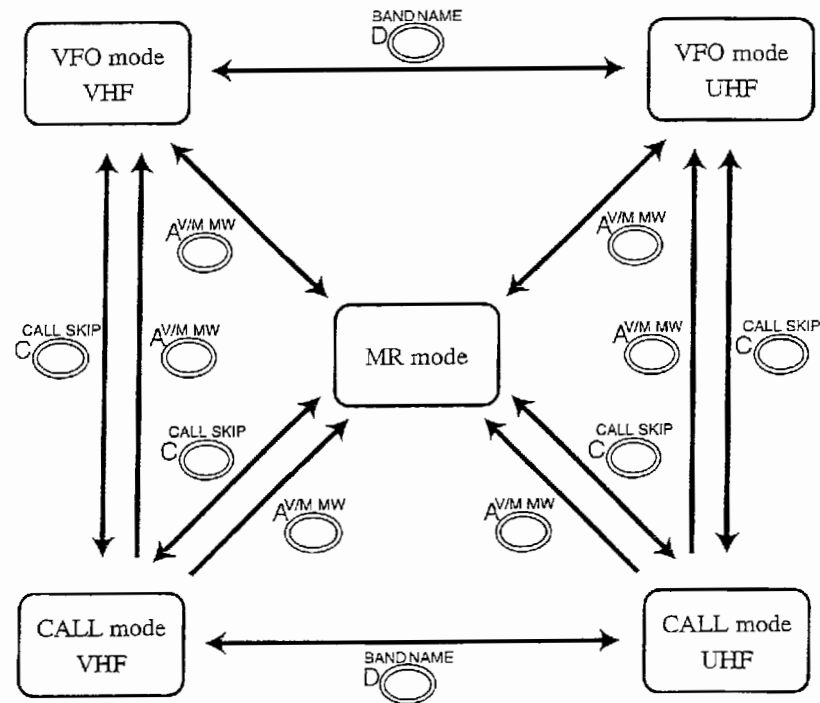 BAND NAME
D
VFO mode
VHF
VFO mode
UHF
A V/M MW
A V/M MW
CALL SKIP
C
A V/M MW
MR mode
A V/M MW
CALL SKIP
C
CALL SKIP
C
CALL SKIP
C
A V/M MW
A V/M MW
CALL mode
VHF
CALL mode
UHF
BAND NAME
D